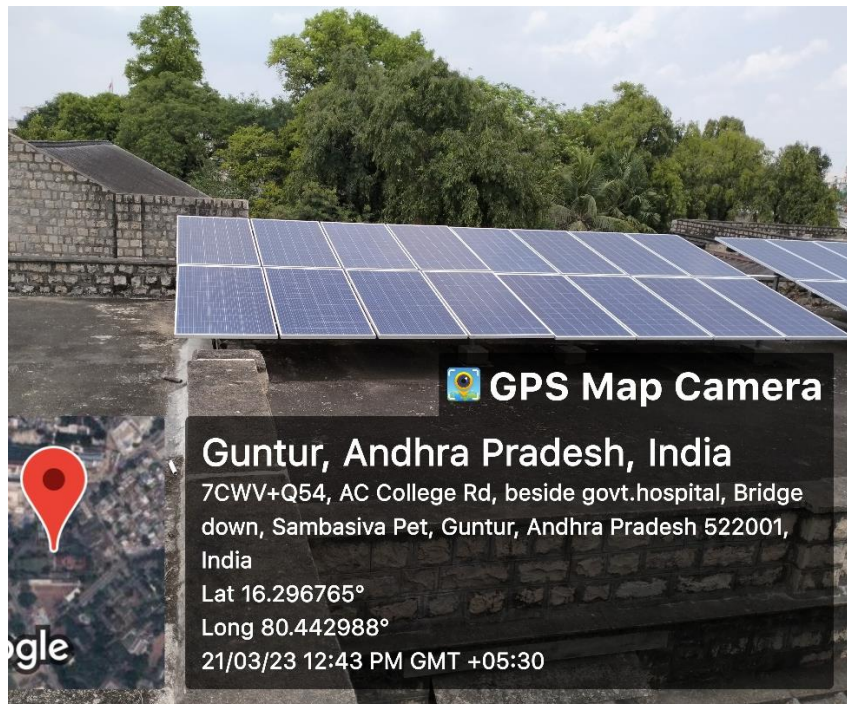 GPS Map Camera
Guntur, Andhra Pradesh, India
7CWV+Q54, AC College Rd, beside govt.hospital, Bridge
down, Sambasiva Pet, Guntur, Andhra Pradesh 522001,
India
Lat 16.296765°
Long 80.442988°
21/03/23 12:43 PM GMT +05:30
ogle